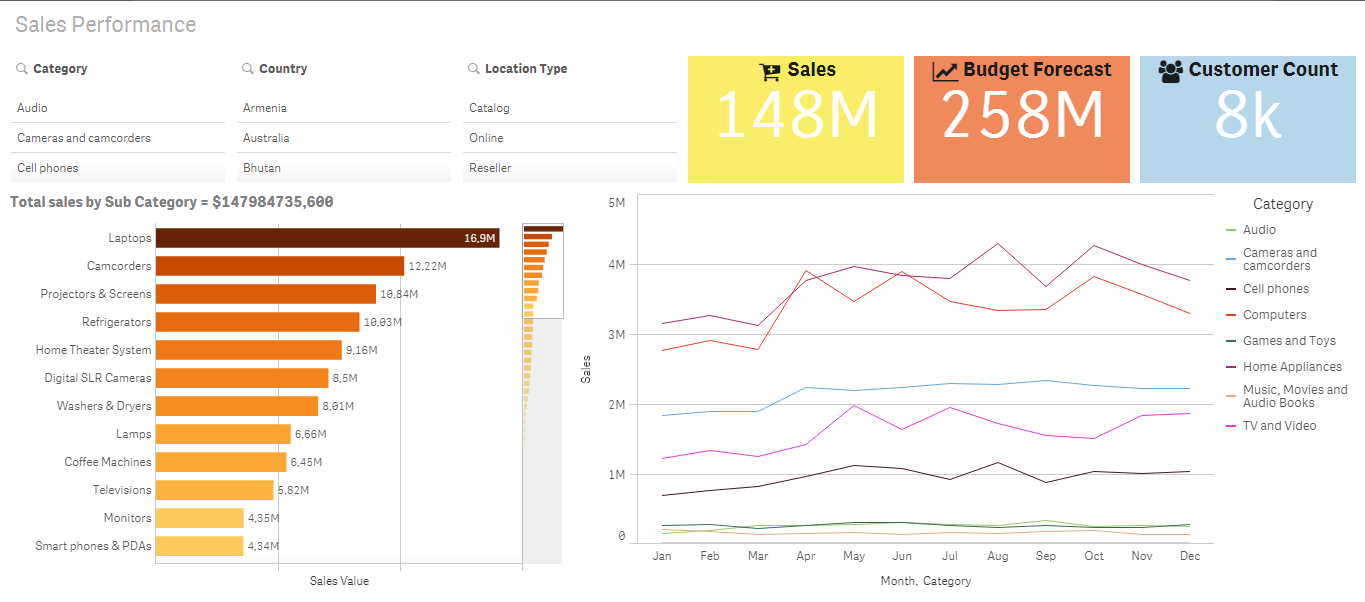 Sales Performance
Category
Audio
Cameras and camcorders
Cell phones
Country
Armenia
Australia
Bhutan
Location Type
Catalog
Online
Reseller
Sales
148M
Budget Forecast
258M
Customer Count
8k
Total sales by Sub Category = $147984735,600
Laptops 16,9M
Camcorders 12,22M
Projectors & Screens 10,84M
Refrigerators 10,03M
Home Theater System 9,16M
Digital SLR Cameras 8,5M
Washers & Dryers 8,01M
Lamps 6,66M
Coffee Machines 6,45M
Televisions 5,82M
Monitors 4,35M
Smart phones & PDAs 4,34M
Sales Value
Sales
5M
4M
3M
2M
1M
0
Jan Feb Mar Apr May Jun Jul Aug Sep Oct Nov Dec
Month, Category
Category
Audio
Cameras and
camcorders
Cell phones
Computers
Games and Toys
Home Appliances
Music, Movies and
Audio Books
TV and Video